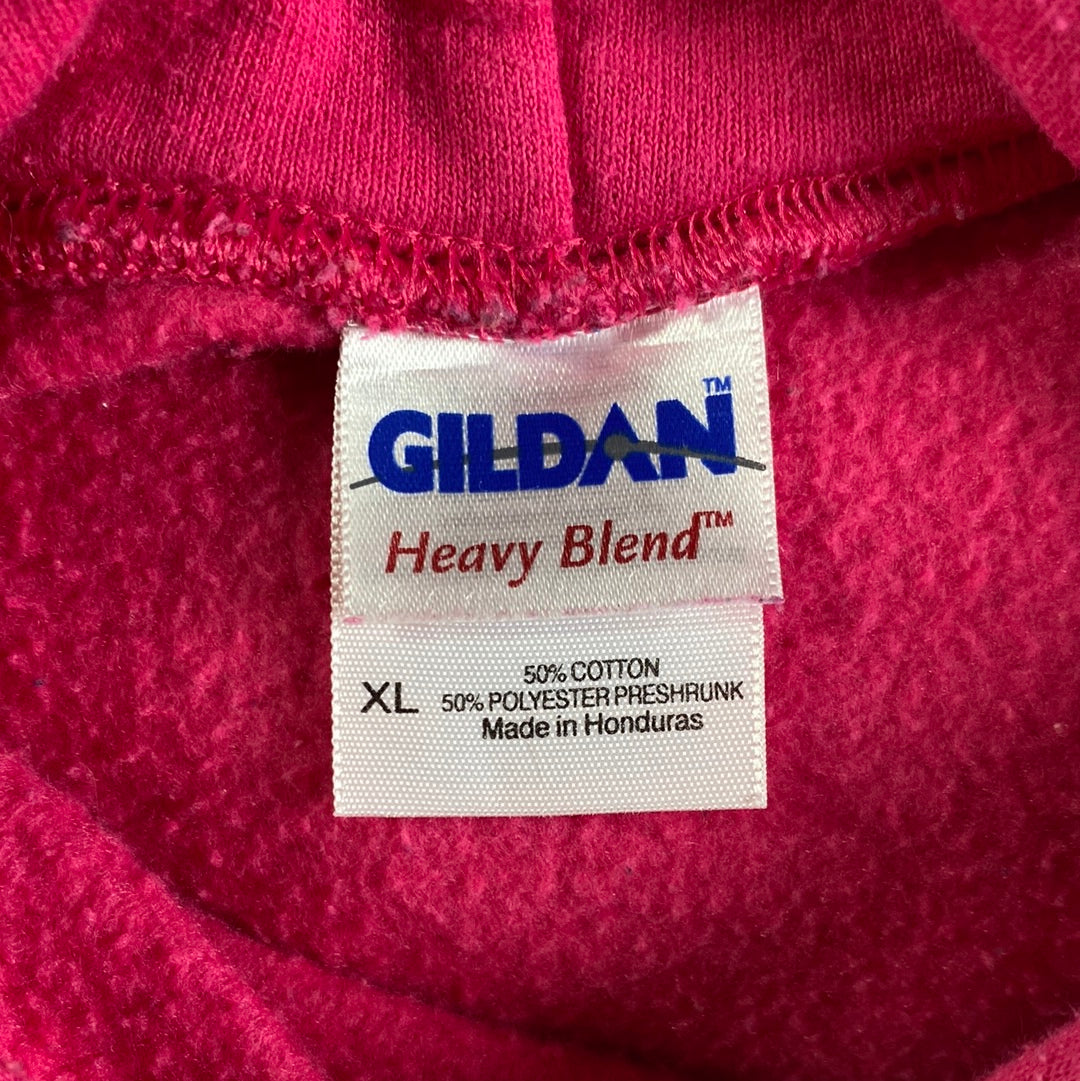 GILDAN™
Heavy Blend™
50% COTTON
XL 50% POLYESTER PRESHRUNK
Made in Honduras